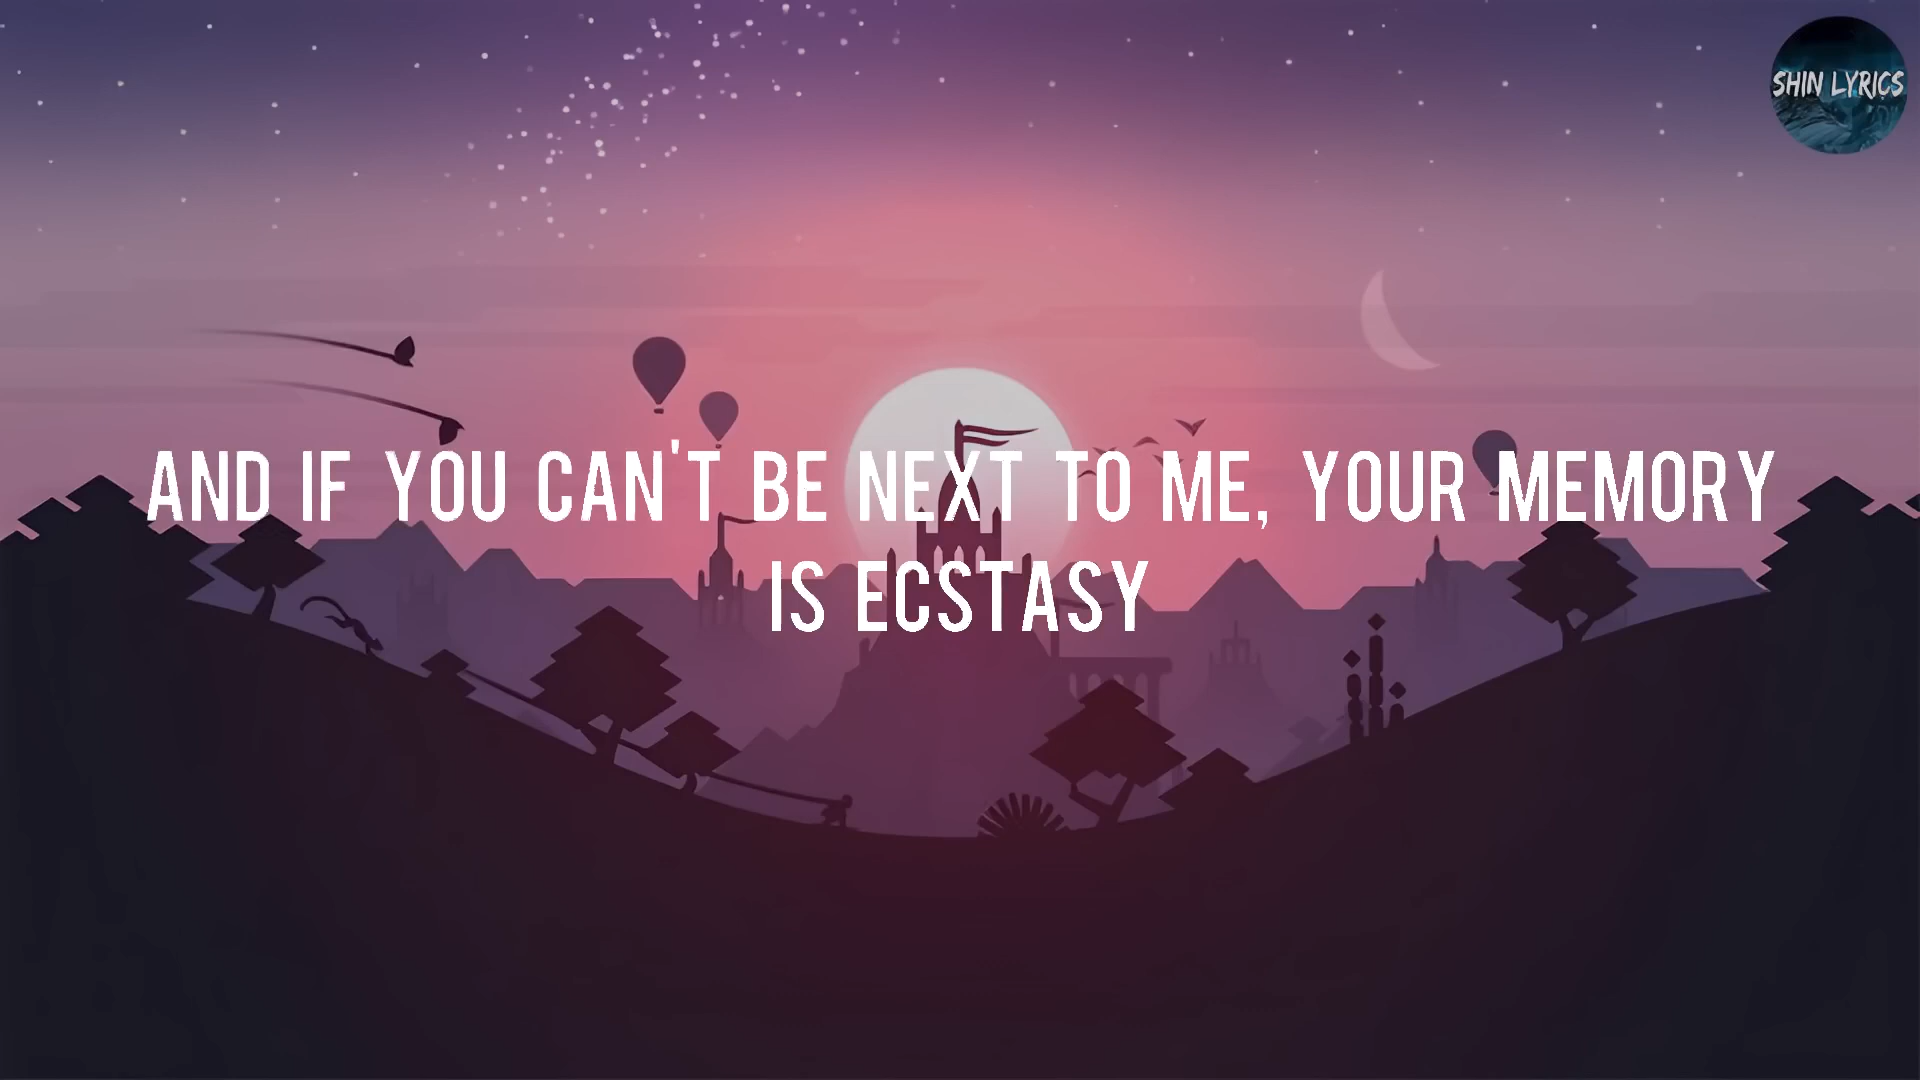 SHIN LYRICS
AND IF YOU CAN'T BE NEXT TO ME, YOUR MEMORY
IS ECSTASY